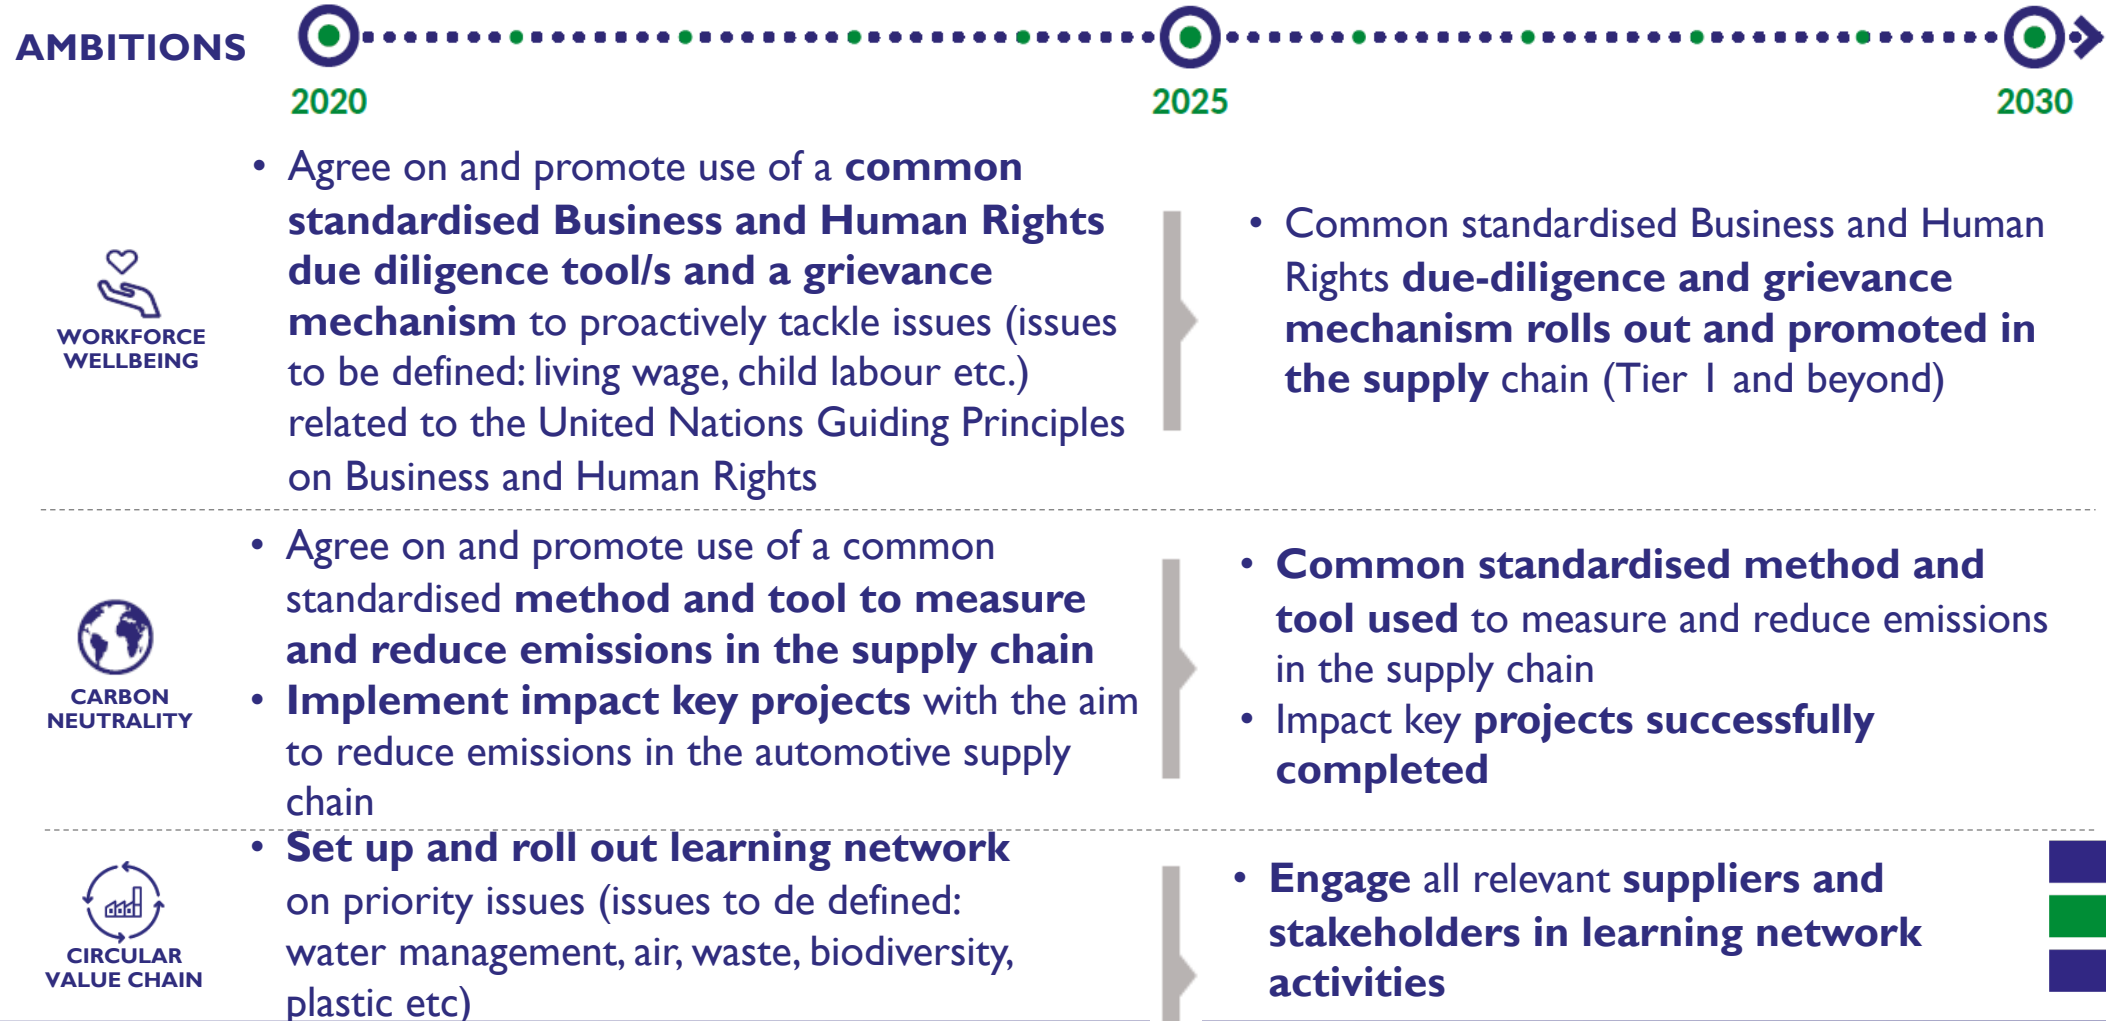 AMBITIONS
2020
2025
2030
WORKFORCE
WELLBEING
• Agree on and promote use of a common
standardised Business and Human Rights
due diligence tool/s and a grievance
mechanism to proactively tackle issues (issues
to be defined: living wage, child labour etc.)
related to the United Nations Guiding Principles
on Business and Human Rights
• Common standardised Business and Human
Rights due-diligence and grievance
mechanism rolls out and promoted in
the supply chain (Tier 1 and beyond)
CARBON
NEUTRALITY
• Agree on and promote use of a common
standardised method and tool to measure
and reduce emissions in the supply chain
• Implement impact key projects with the aim
to reduce emissions in the automotive supply
chain
• Common standardised method and
tool used to measure and reduce emissions
in the supply chain
• Impact key projects successfully
completed
CIRCULAR
VALUE CHAIN
• Set up and roll out learning network
on priority issues (issues to de defined:
water management, air, waste, biodiversity,
plastic etc)
• Engage all relevant suppliers and
stakeholders in learning network
activities